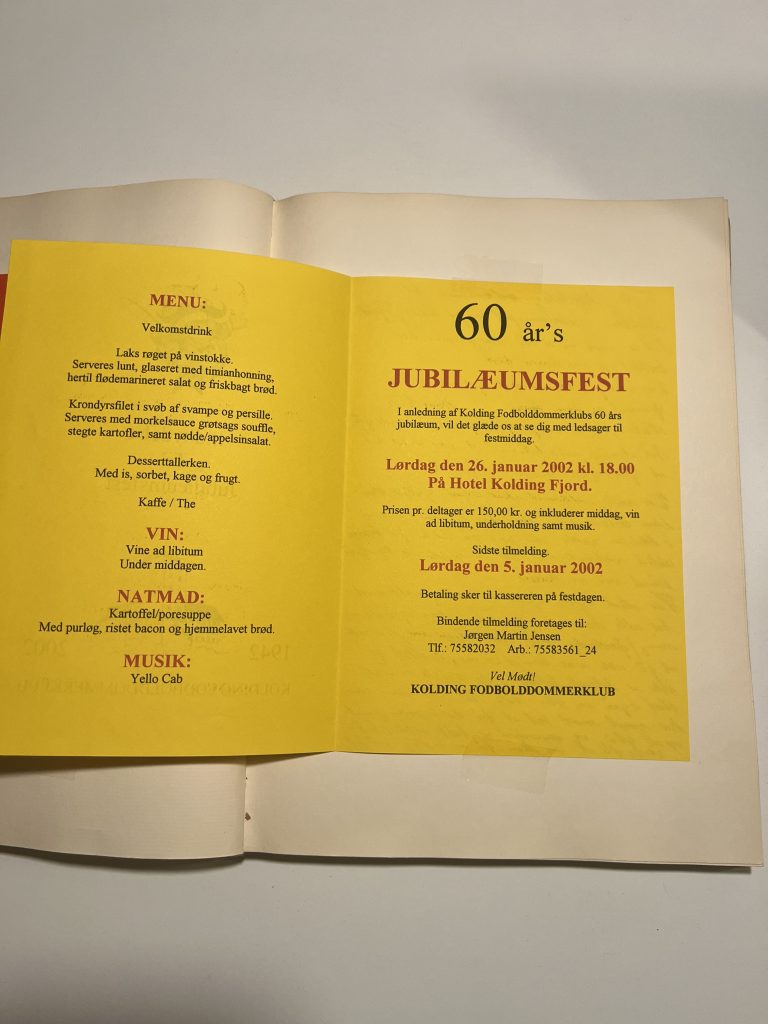 MENU:
Velkomstdrink
Laks røget på vinstokke.
Serveres lunt, glaseret med timianhonning,
hertil flødemarineret salat og friskbagt brød.
Krondyrsfilet i svøb af svampe og persille.
Serveres med morkelsauce grøtsags souffle,
stegte kartofler, samt nødde/appelsinsalat.
Desserttallerken.
Med is, sorbet, kage og frugt.
Kaffe / The
VIN:
Vine ad libitum
Under middagen.
NATMAD:
Kartoffel/poresuppe
Med purløg, ristet bacon og hjemmelavet brød.
MUSIK:
Yello Cab
60 år's
JUBILÆUMSFEST
I anledning af Kolding Fodbolddommerklubs 60 års
jubilæum, vil det glæde os at se dig med ledsager til
festmiddag.
Lørdag den 26. januar 2002 kl. 18.00
På Hotel Kolding Fjord.
Prisen pr. deltager er 150,00 kr. og inkluderer middag, vin
ad libitum, underholdning samt musik.
Sidste tilmelding.
Lørdag den 5. januar 2002
Betaling sker til kassereren på festdagen.
Bindende tilmelding foretages til:
Jørgen Martin Jensen
Tlf.: 75582032 Arb.: 75583561_24
Vel Mødt!
KOLDING FODBOLDDOMMERKLUB